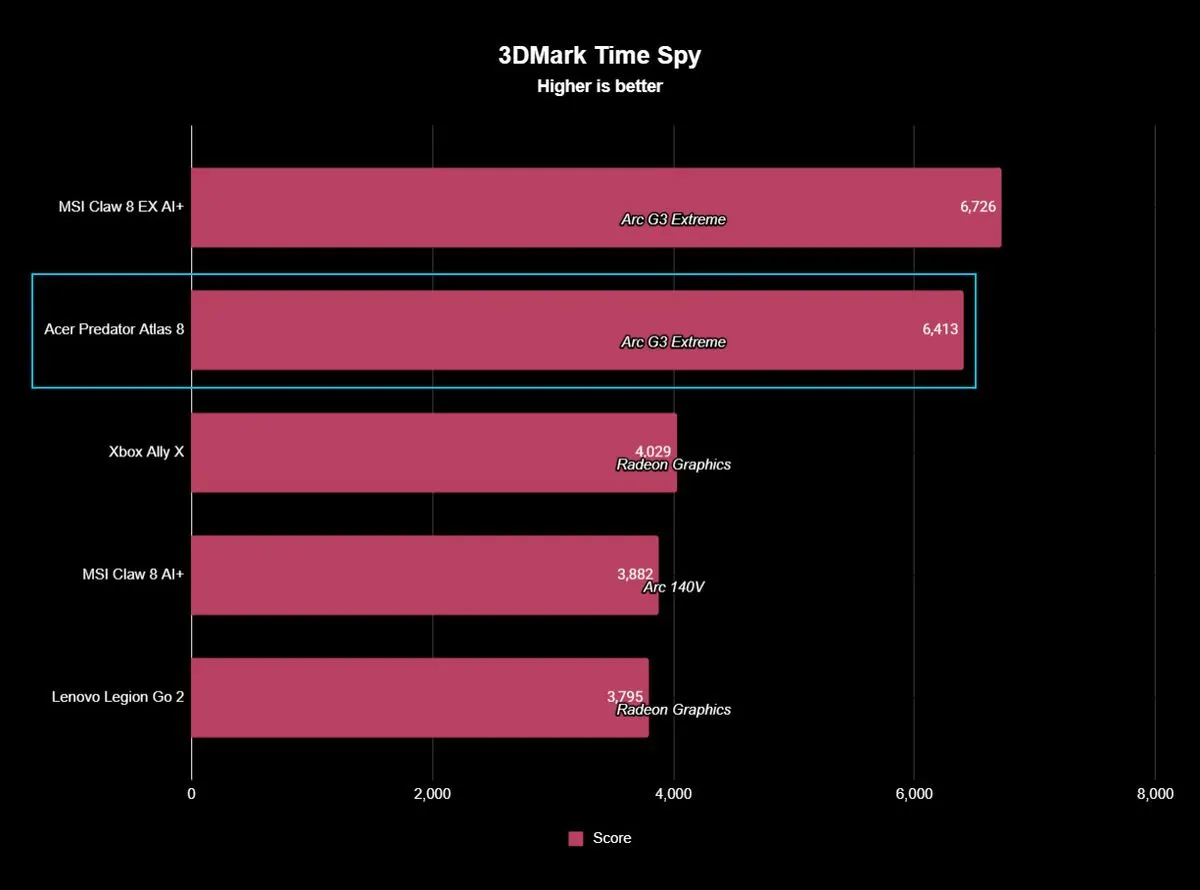 3DMark Time Spy
Higher is better
MSI Claw 8 EX AI+
6,726
Arc G3 Extreme
Acer Predator Atlas 8
6,413
Arc G3 Extreme
Xbox Ally X
4,029
Radeon Graphics
MSI Claw 8 AI+
3,882
Arc 140V
Lenovo Legion Go 2
3,795
Radeon Graphics
0 2,000 4,000 6,000 8,000
Score